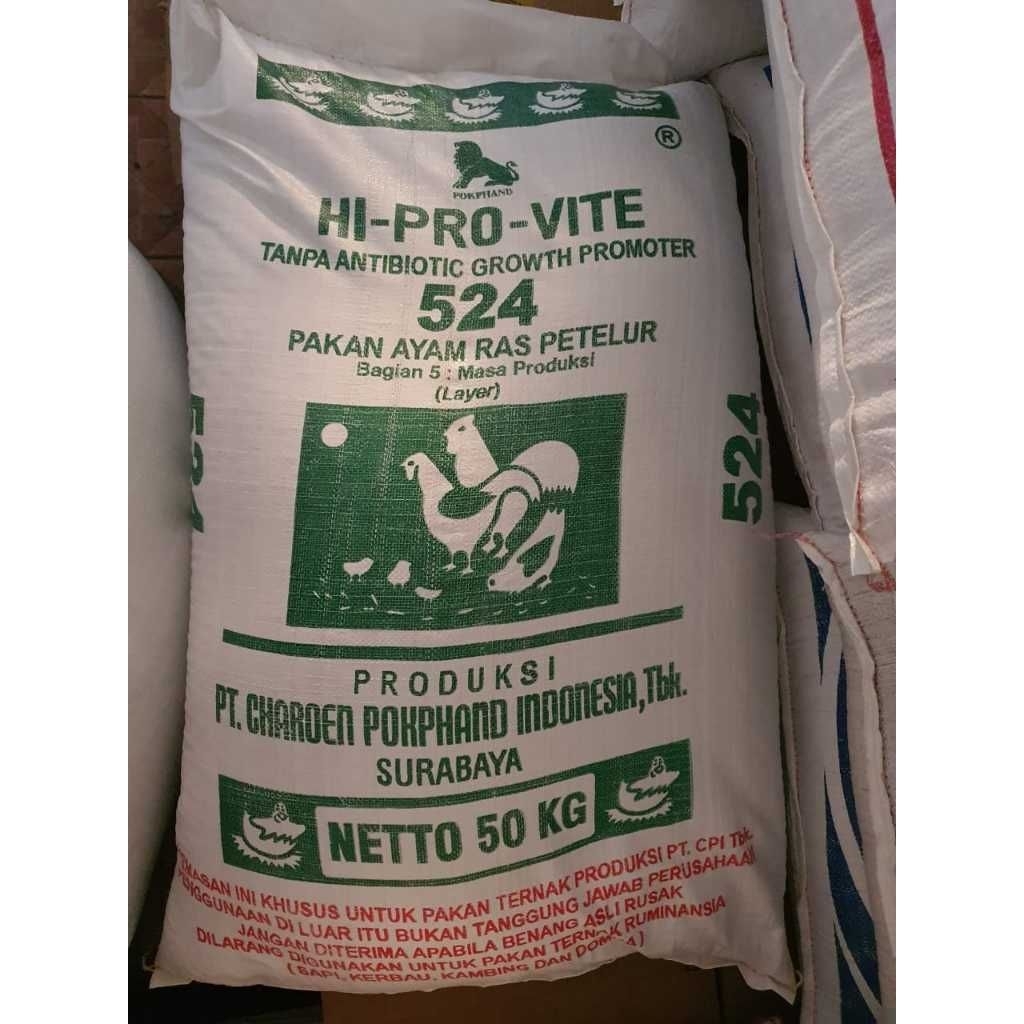 ®
POKPHAND
HI-PRO-VITE
TANPA ANTIBIOTIC GROWTH PROMOTER
524
PAKAN AYAM RAS PETELUR
Bagian 5 : Masa Produksi
(Layer)
524
524
PRODUKSI
PT. CHAROEN POKPHAND INDONESIA, Tbk.
SURABAYA
NETTO 50 KG
INI KHUSUS UNTUK PAKAN TERNAK PRODUKSI PT. CPI Tbk.
PENGGUNAAN DI LUAR ITU BUKAN TANGGUNG JAWAB PERUSAHAAN
JANGAN DITERIMA APABILA BENANG ASLI RUSAK
DILARANG DIGUNAKAN UNTUK PAKAN TERNAK RUMINANSIA
( SAPI, KERBAU, KAMBING DAN DOMBA )